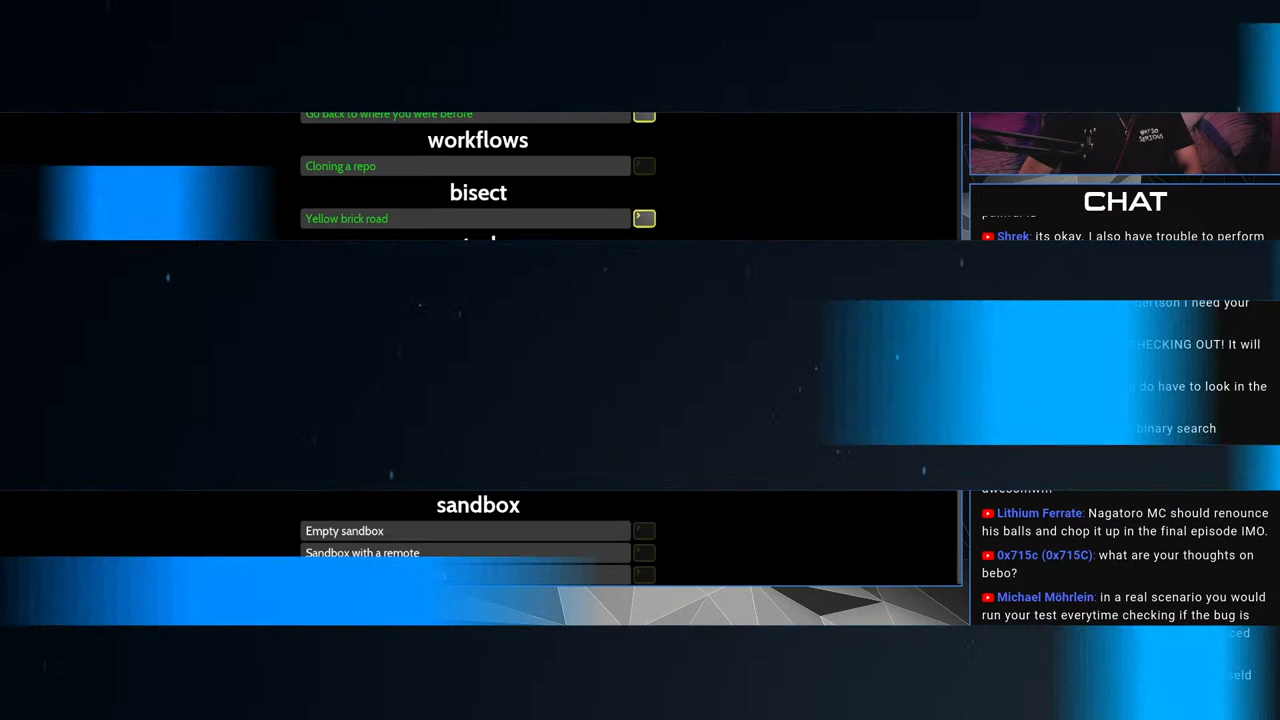 Go back to where you were before
workflows
Cloning a repo
bisect
Yellow brick road
sandbox
Empty sandbox
Sandbox with a remote
WHY SO
SERIOUS
CHAT
Shrek: its okay. I also have trouble to perform
I need your
CHECKING OUT! It will
do have to look in the
binary search
Lithium Ferrate: Nagatoro MC should renounce
his balls and chop it up in the final episode IMO.
0x715c (0x715C): what are your thoughts on
bebo?
Michael Möhrlein: in a real scenario you would
run your test everytime checking if the bug is